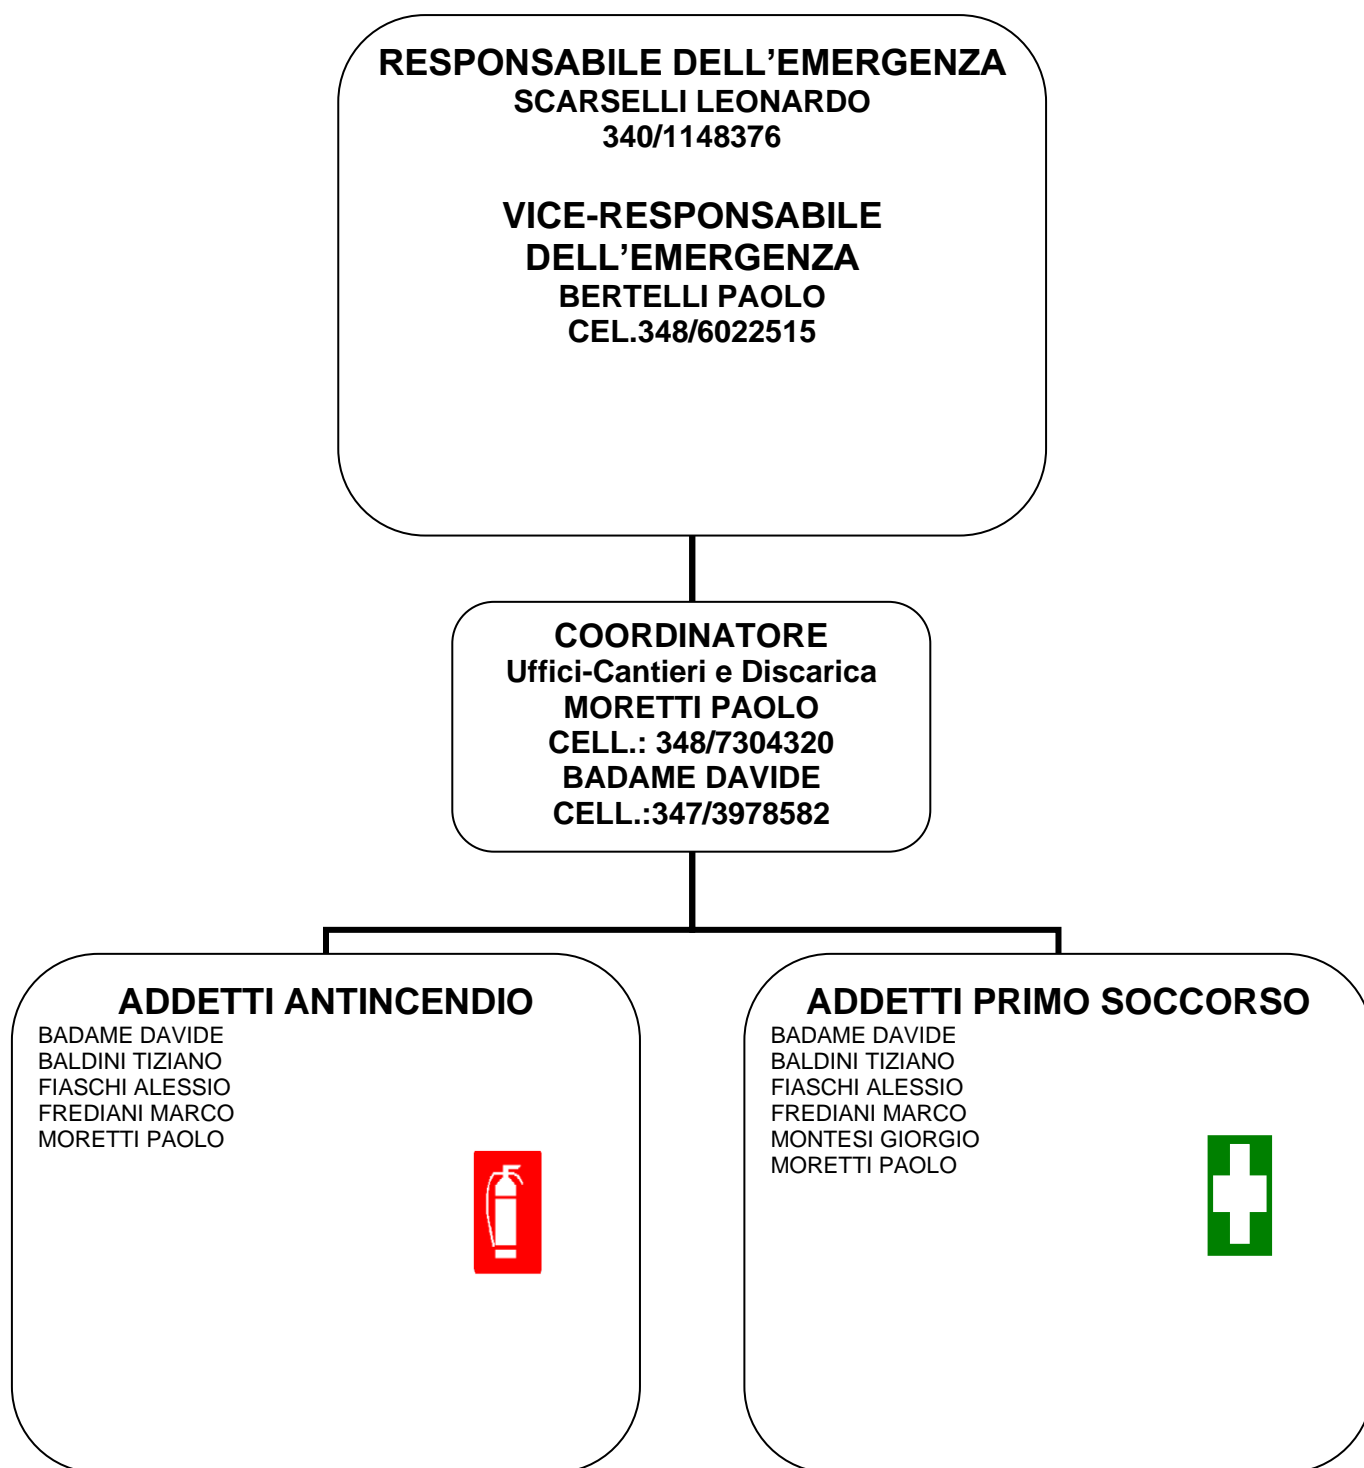 RESPONSABILE DELL’EMERGENZA
SCARSELLI LEONARDO
340/1148376
VICE-RESPONSABILE
DELL’EMERGENZA
BERTELLI PAOLO
CEL.348/6022515
COORDINATORE
Uffici-Cantieri e Discarica
MORETTI PAOLO
CELL.: 348/7304320
BADAME DAVIDE
CELL.:347/3978582
ADDETTI ANTINCENDIO
BADAME DAVIDE
BALDINI TIZIANO
FIASCHI ALESSIO
FREDIANI MARCO
MORETTI PAOLO
ADDETTI PRIMO SOCCORSO
BADAME DAVIDE
BALDINI TIZIANO
FIASCHI ALESSIO
FREDIANI MARCO
MONTESI GIORGIO
MORETTI PAOLO